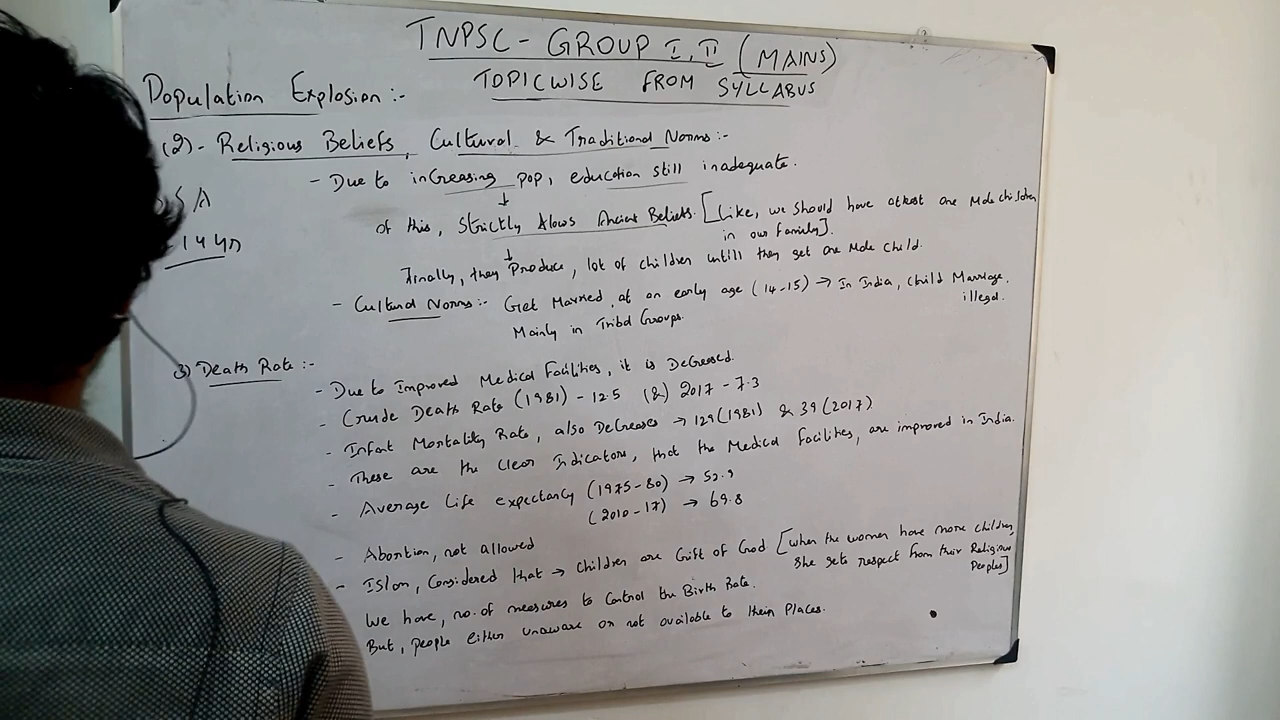 TNPSC - GROUP I, II (MAINS)
TOPICWISE FROM SYLLABUS
Population Explosion :-
(2) - Religious Beliefs, Cultural & Traditional Norms :-
- Due to increasing pop, education still inadequate.
SA
14 yrs
of this, Strictly Alows Ancient Beliefs. [Like, we should have atleast one Male children
in our Family].
Finally, they Produce, lot of children untill they get one Male child.
- Cultural Norms :- Get Married at an early age (14-15) → In India, child Marriage,
illegal.
Mainly in Tribal Groups.
3) Death Rate :-
- Due to Improved Medical Facilities, it is Decreased.
- Crude Death Rate (1981) - 12.5 (&) 2017 - 7.3
- Infant Mortality Rate, also Decreases → 129 (1981) & 39 (2017)
- These are the Clear Indicators, that the Medical Facilities, are improved in India.
- Average Life expectancy (1975-80) → 52.9
(2010-17) → 69.8
- Abortion, not allowed
- Islam, Considered that → Children are Gift of God [when the women have more children,
She gets respect from their Religious
Peoples]
We have, no. of measures to Control the Birth Rate.
But, people either unaware or not available to their Places.